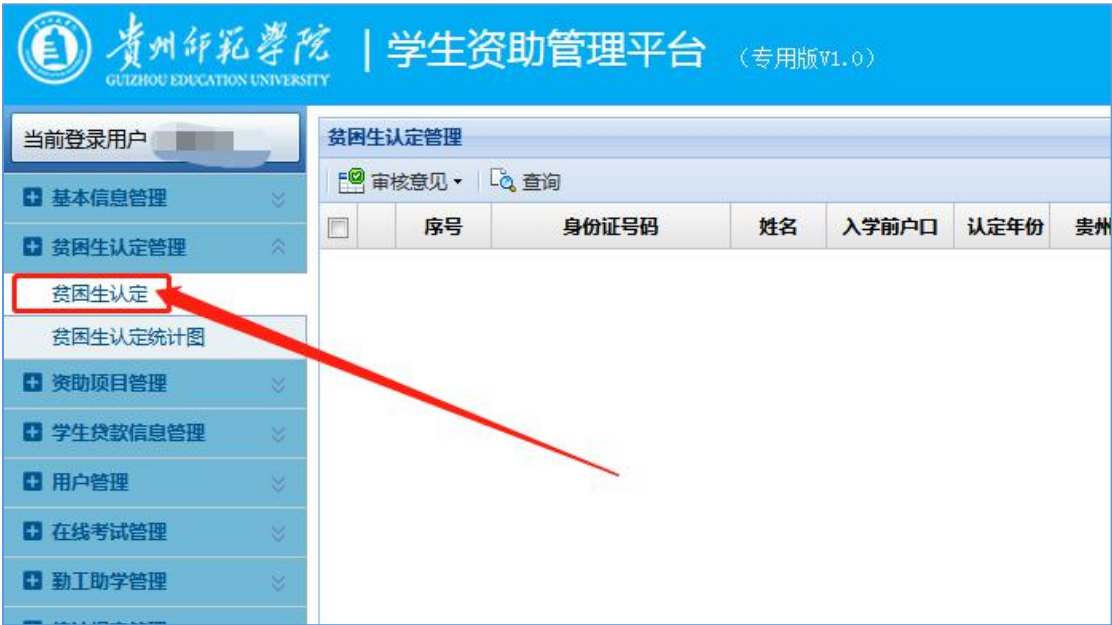 貴州師範學院 | 学生资助管理平台 （专用版V1.0）
GUIZHOU EDUCATION UNIVERSITY
当前登录用户
贫困生认定管理
审核意见 查询
基本信息管理
序号 身份证号码 姓名 入学前户口 认定年份 贵州
贫困生认定管理
贫困生认定
贫困生认定统计图
资助项目管理
学生贷款信息管理
用户管理
在线考试管理
勤工助学管理